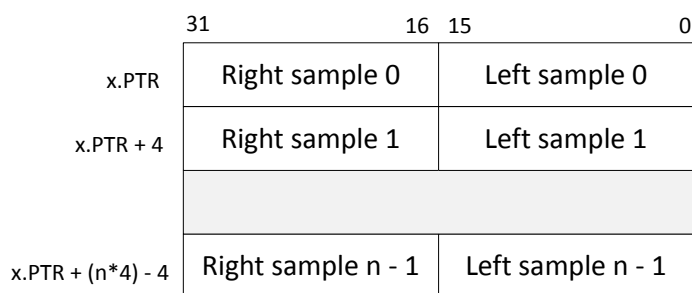 31 16 15 0
x.PTR Right sample 0 Left sample 0
x.PTR + 4 Right sample 1 Left sample 1
x.PTR + (n*4) - 4 Right sample n - 1 Left sample n - 1